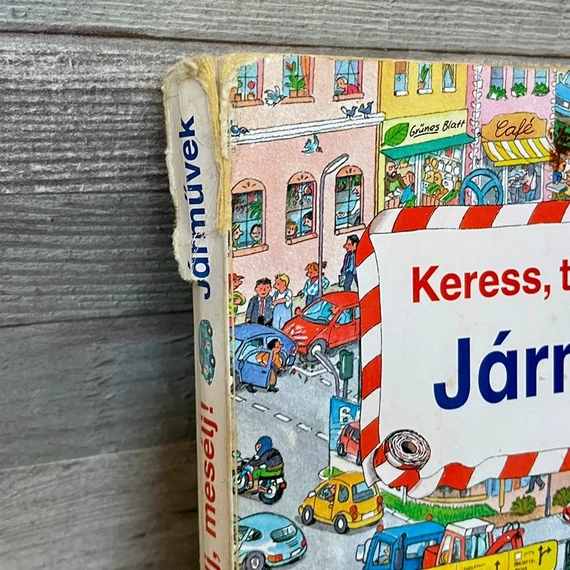 Járművek
j, mesélj!
Grünes Blatt
Café
Keress, t
Járm